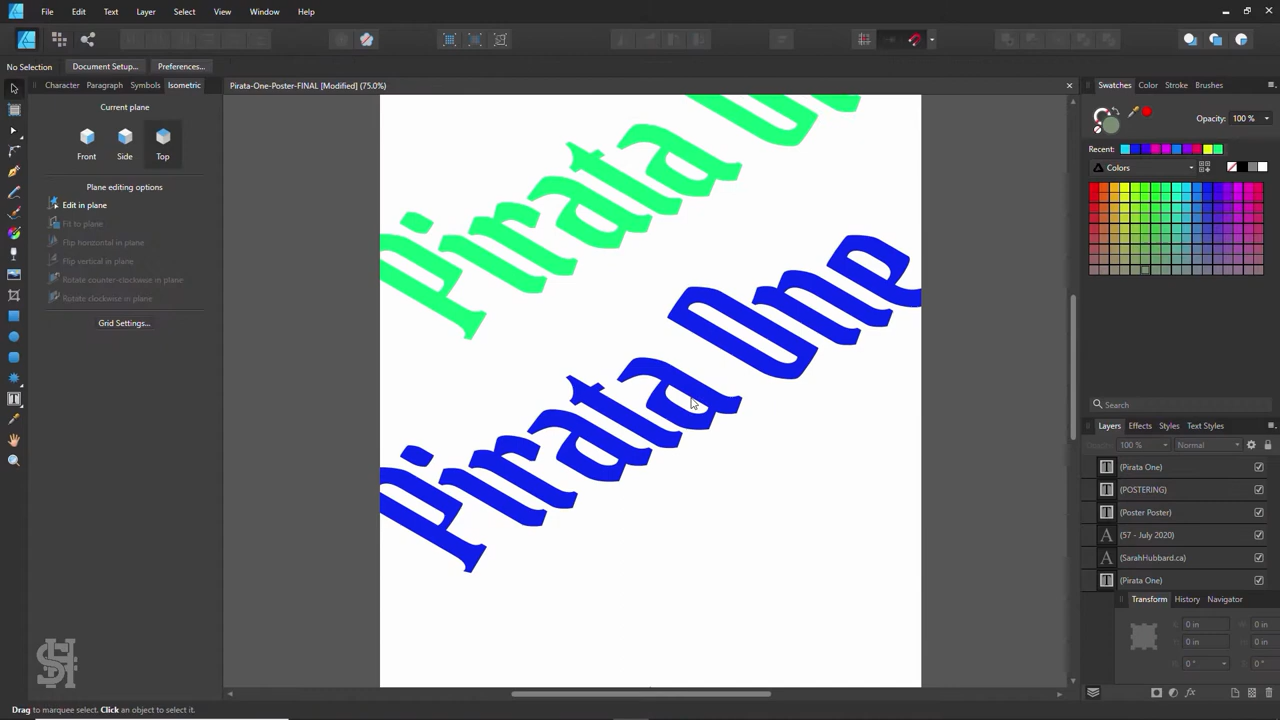 File Edit Text Layer Select View Window Help
No Selection Document Setup... Preferences...
Character Paragraph Symbols Isometric
Pirata-One-Poster-FINAL [Modified] (75.0%)
Swatches Color Stroke Brushes
Current plane
Front Side Top
Plane editing options
Edit in plane
Fit to plane
Flip horizontal in plane
Flip vertical in plane
Rotate counter-clockwise in plane
Rotate clockwise in plane
Grid Settings...
Pirata One
Pirata One
Opacity: 100 %
Recent:
Colors
Search
Layers Effects Styles Text Styles
Opacity: 100 % Normal
(Pirata One)
(POSTERING)
(Poster Poster)
A (57 - July 2020)
A (SarahHubbard.ca)
(Pirata One)
Transform History Navigator
X: 0 in W: 0 in
Y: 0 in H: 0 in
R: 0 ° S: 0 °
SH
Drag to marquee select. Click an object to select it.